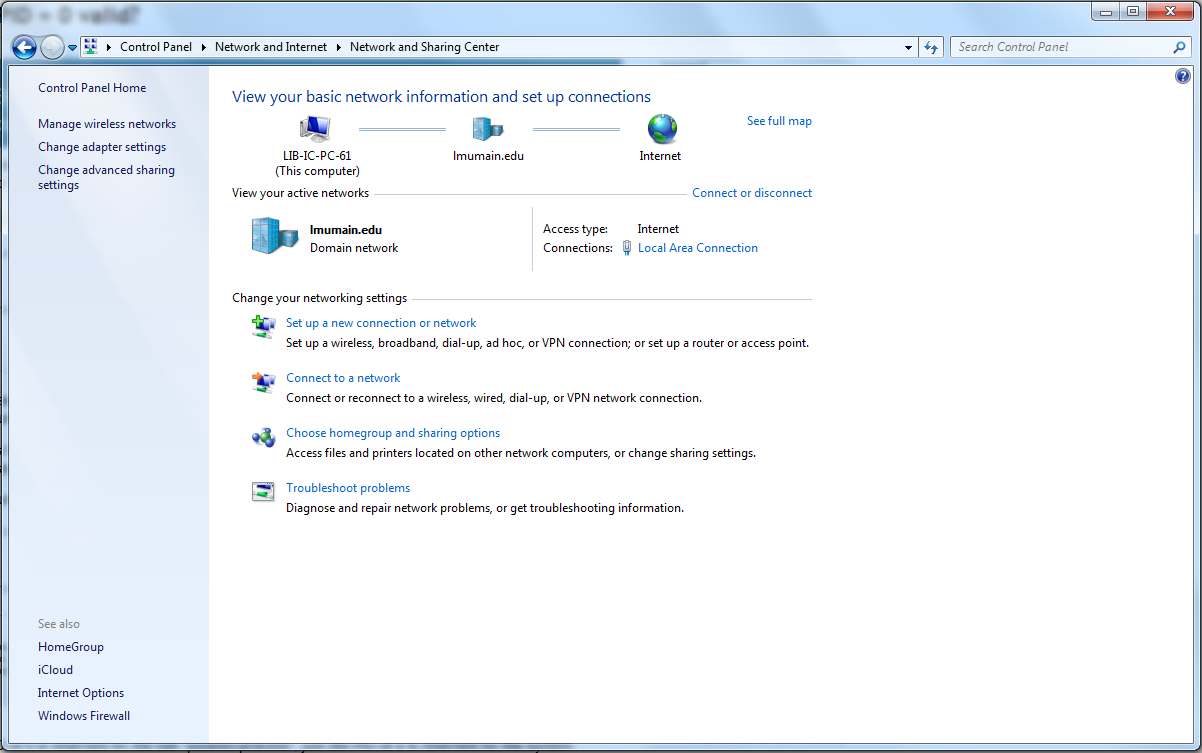 ID = 0 valid?
Control Panel Network and Internet Network and Sharing Center
Search Control Panel
Control Panel Home
Manage wireless networks
Change adapter settings
Change advanced sharing
settings
View your basic network information and set up connections
See full map
LIB-IC-PC-61
(This computer)
lmumain.edu
Internet
View your active networks
Connect or disconnect
lmumain.edu
Domain network
Access type: Internet
Connections: Local Area Connection
Change your networking settings
Set up a new connection or network
Set up a wireless, broadband, dial-up, ad hoc, or VPN connection; or set up a router or access point.
Connect to a network
Connect or reconnect to a wireless, wired, dial-up, or VPN network connection.
Choose homegroup and sharing options
Access files and printers located on other network computers, or change sharing settings.
Troubleshoot problems
Diagnose and repair network problems, or get troubleshooting information.
See also
HomeGroup
iCloud
Internet Options
Windows Firewall